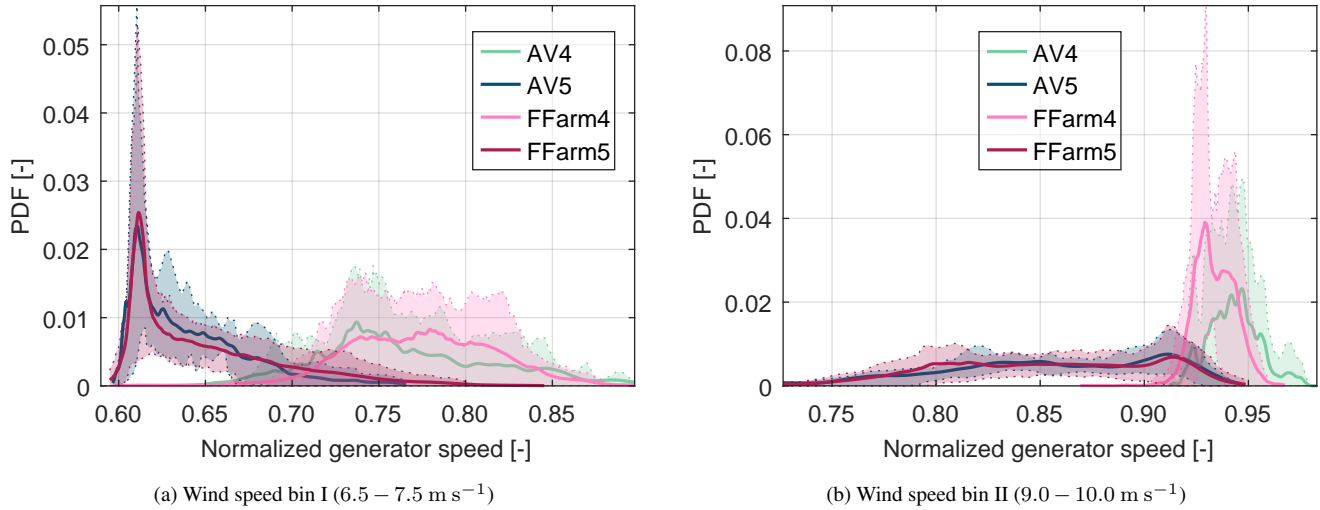 0.05
0.04
0.03
0.02
0.01
0
PDF [-]
0.60 0.65 0.70 0.75 0.80 0.85
Normalized generator speed [-]
AV4
AV5
FFarm4
FFarm5
(a) Wind speed bin I (6.5 – 7.5 m s⁻¹)
0.08
0.06
0.04
0.02
0
PDF [-]
0.75 0.80 0.85 0.90 0.95
Normalized generator speed [-]
AV4
AV5
FFarm4
FFarm5
(b) Wind speed bin II (9.0 – 10.0 m s⁻¹)